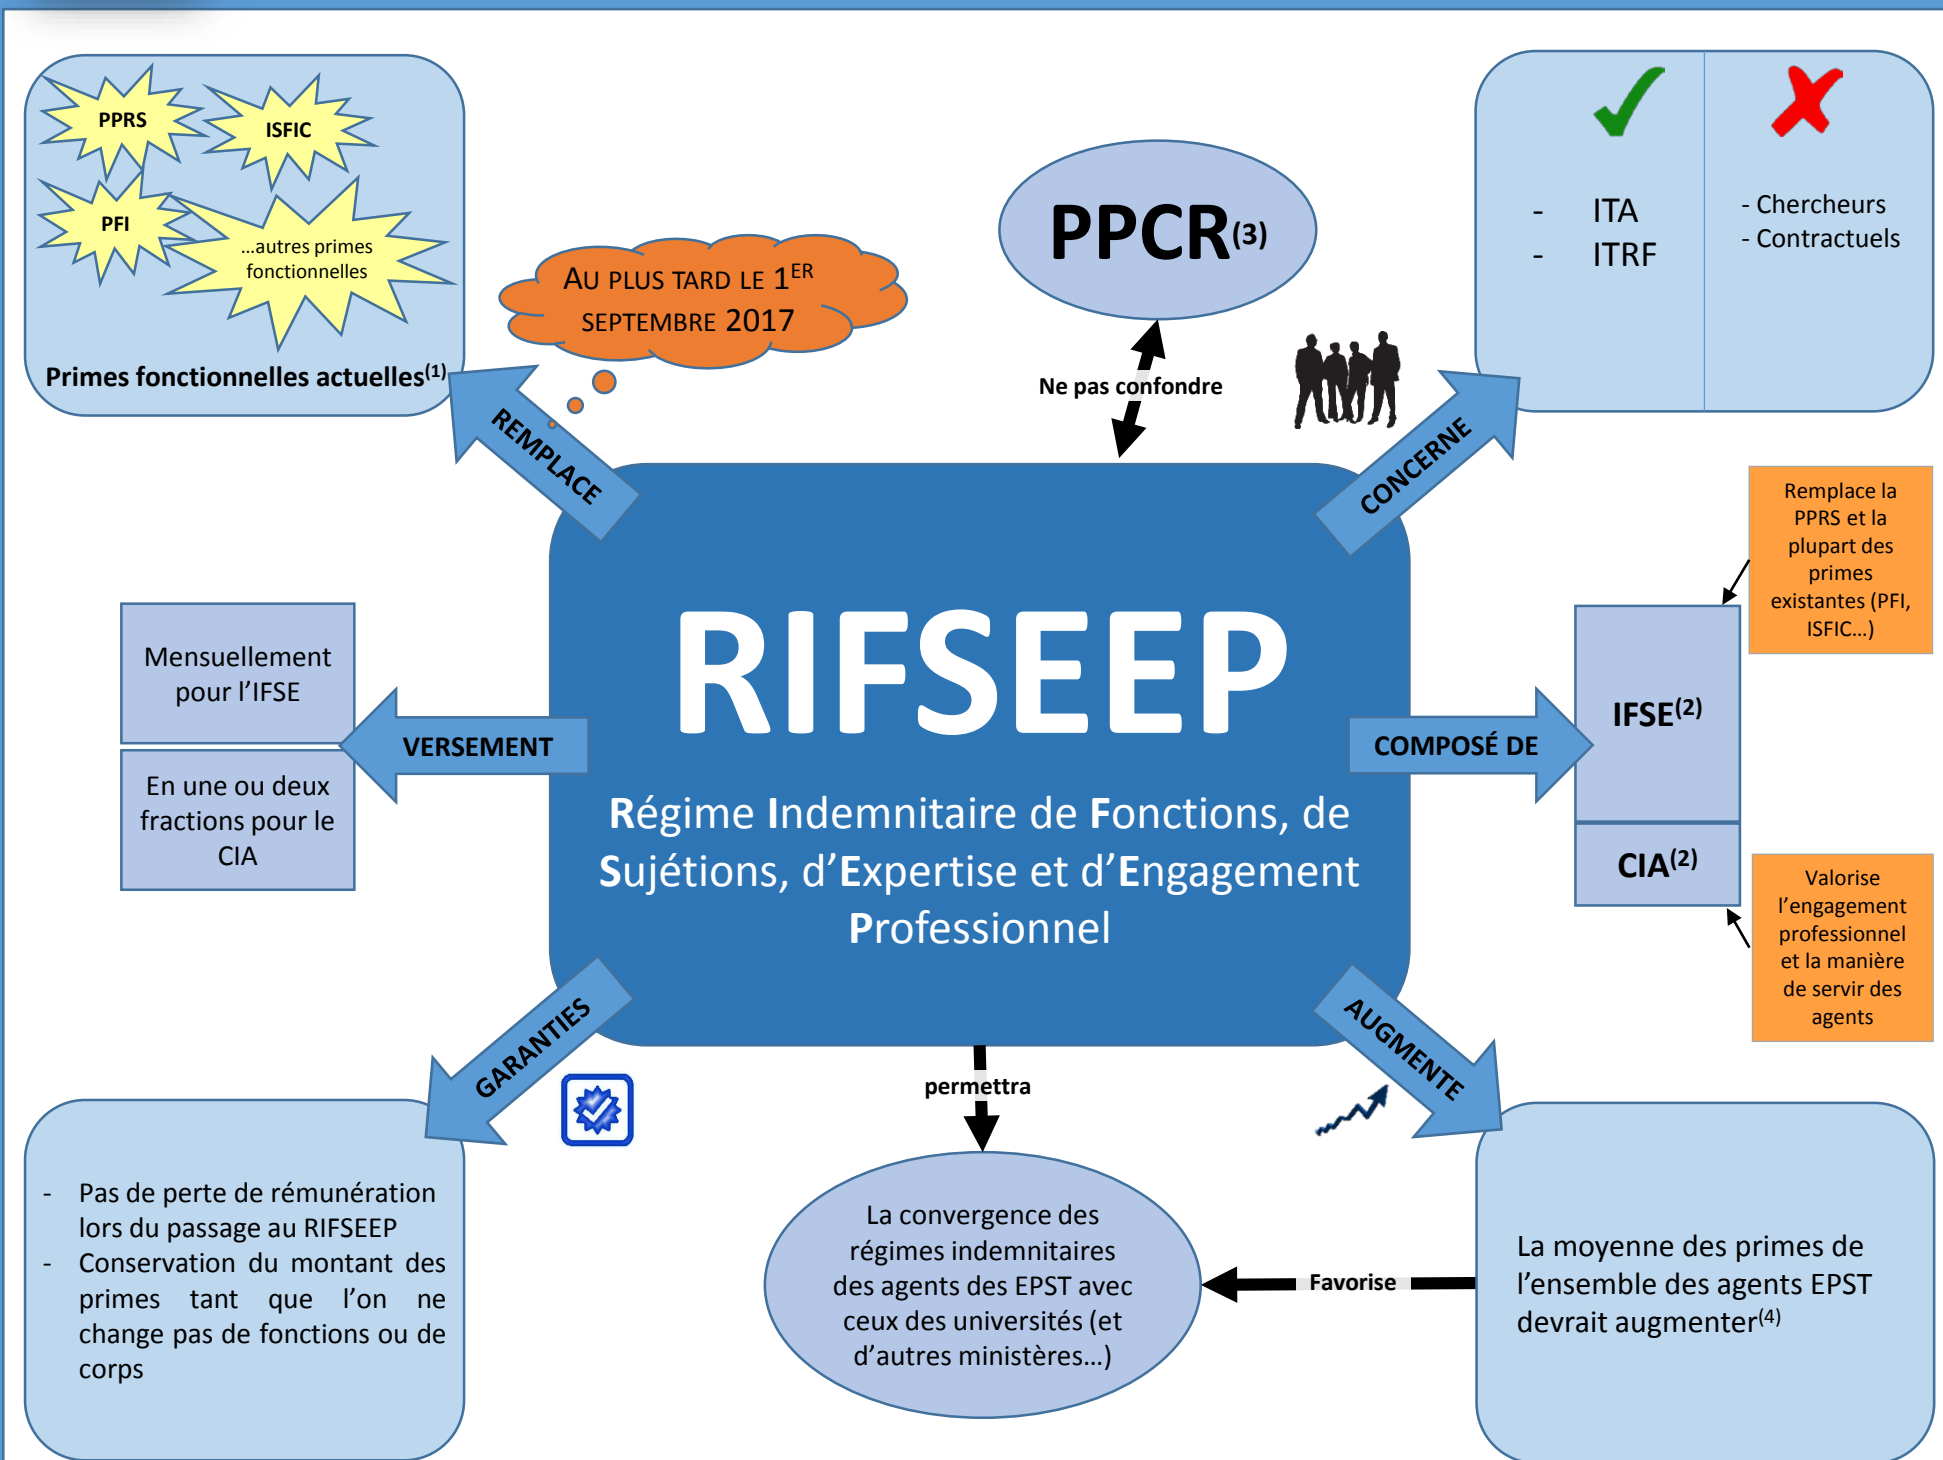 PPRS
ISFIC
PFI
...autres primes
fonctionnelles
Primes fonctionnelles actuelles(1)
AU PLUS TARD LE 1ER
SEPTEMBRE 2017
PPCR(3)
Ne pas confondre
- ITA
- ITRF
- Chercheurs
- Contractuels
REMPLACE
CONCERNE
Remplace la
PPRS et la
plupart des
primes
existantes (PFI,
ISFIC...)
Mensuellement
pour l'IFSE
En une ou deux
fractions pour le
CIA
VERSEMENT
RIFSEEP
Régime Indemnitaire de Fonctions, de
Sujétions, d'Expertise et d'Engagement
Professionnel
COMPOSÉ DE
IFSE(2)
CIA(2)
Valorise
l'engagement
professionnel
et la manière
de servir des
agents
GARANTIES
permettra
AUGMENTE
- Pas de perte de rémunération
lors du passage au RIFSEEP
- Conservation du montant des
primes tant que l'on ne
change pas de fonctions ou de
corps
La convergence des
régimes indemnitaires
des agents des EPST avec
ceux des universités (et
d'autres ministères...)
Favorise
La moyenne des primes de
l'ensemble des agents EPST
devrait augmenter(4)